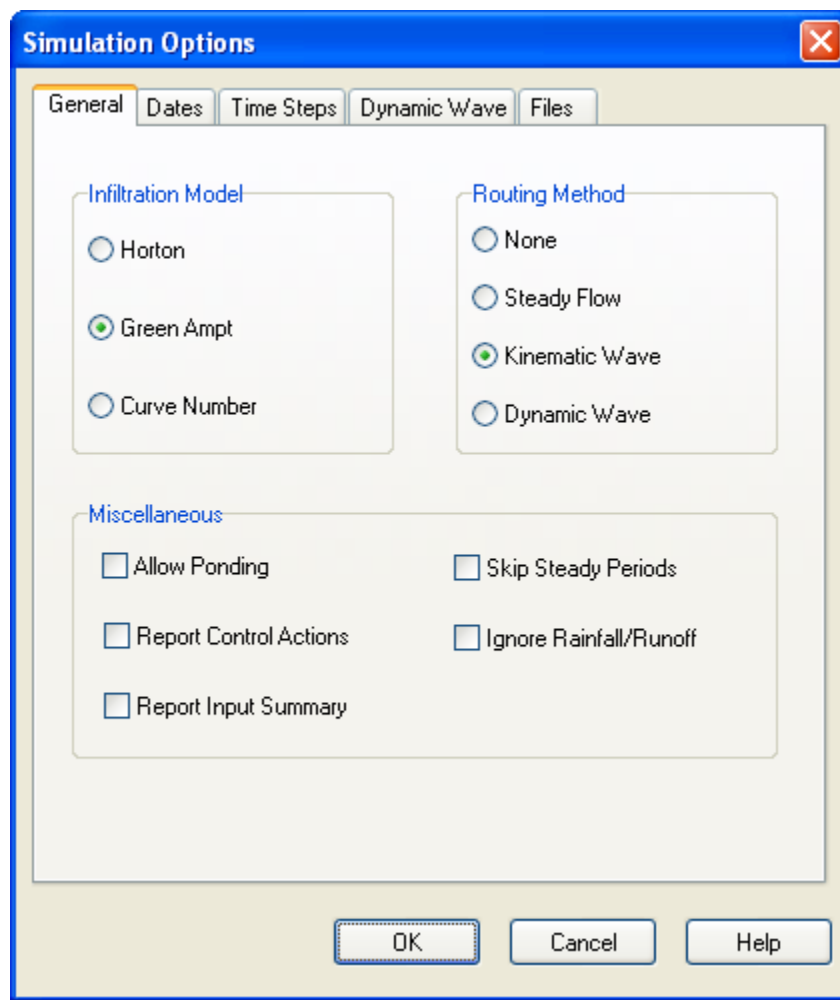 Simulation Options
General
Dates
Time Steps
Dynamic Wave
Files
Infiltration Model
Horton
Green Ampt
Curve Number
Routing Method
None
Steady Flow
Kinematic Wave
Dynamic Wave
Miscellaneous
Allow Ponding
Report Control Actions
Report Input Summary
Skip Steady Periods
Ignore Rainfall/Runoff
OK
Cancel
Help